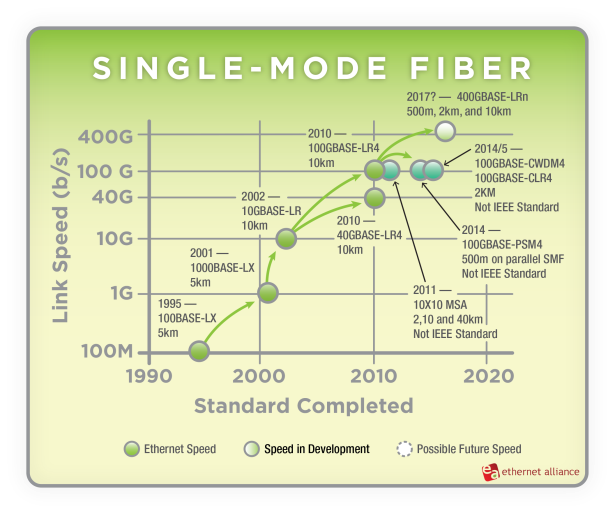 SINGLE-MODE FIBER
2017? — 400GBASE-LRn
500m, 2km, and 10km
2010 —
100GBASE-LR4
10km
2014/5 —
100GBASE-CWDM4
100GBASE-CLR4
2KM
Not IEEE Standard
2002 —
10GBASE-LR
10km
2010 —
40GBASE-LR4
10km
2014 —
100GBASE-PSM4
500m on parallel SMF
Not IEEE Standard
2001 —
1000BASE-LX
5km
2011 —
10X10 MSA
2,10 and 40km
Not IEEE Standard
1995 —
100BASE-LX
5km
Link Speed (b/s)
400G
100 G
40G
10G
1G
100M
1990
2000
2010
2020
Standard Completed
Ethernet Speed
Speed in Development
Possible Future Speed
ea ethernet alliance